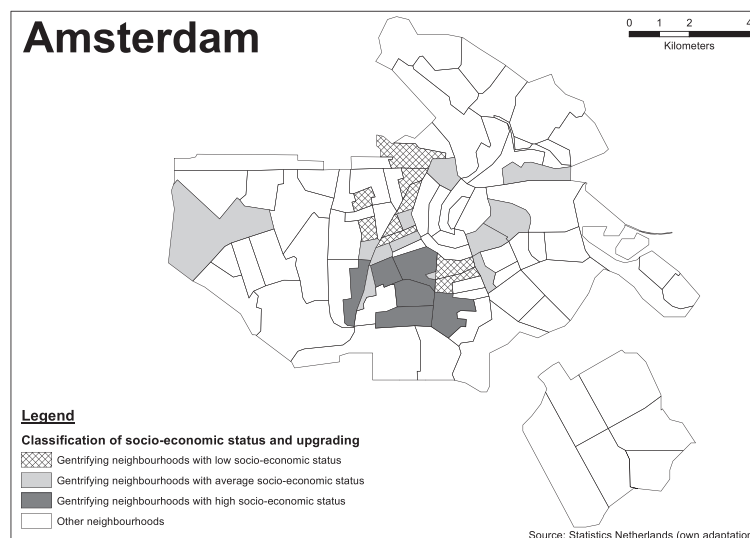 Amsterdam
0 1 2 4
Kilometers
Legend
Classification of socio-economic status and upgrading
Gentrifying neighbourhoods with low socio-economic status
Gentrifying neighbourhoods with average socio-economic status
Gentrifying neighbourhoods with high socio-economic status
Other neighbourhoods
Source: Statistics Netherlands (own adaptation